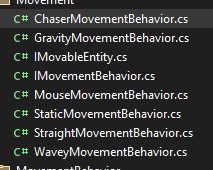 Movement
C# ChaserMovementBehavior.cs
C# GravityMovementBehavior.cs
C# IMovableEntity.cs
C# IMovementBehavior.cs
C# MouseMovementBehavior.cs
C# StaticMovementBehavior.cs
C# StraightMovementBehavior.cs
C# WaveyMovementBehavior.cs
MovementBehavior